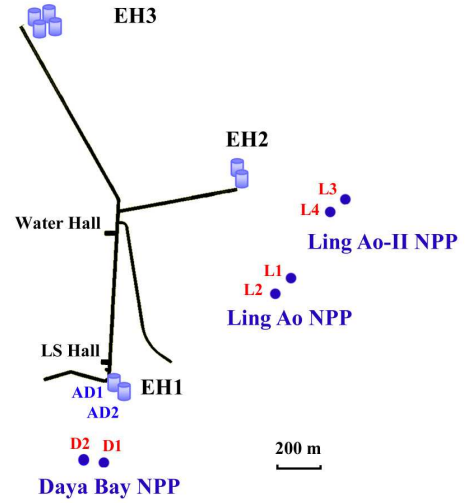 EH3
EH2
L3
L4
Water Hall
Ling Ao-II NPP
L1
L2
Ling Ao NPP
LS Hall
EH1
AD1
AD2
D2 D1
200 m
Daya Bay NPP